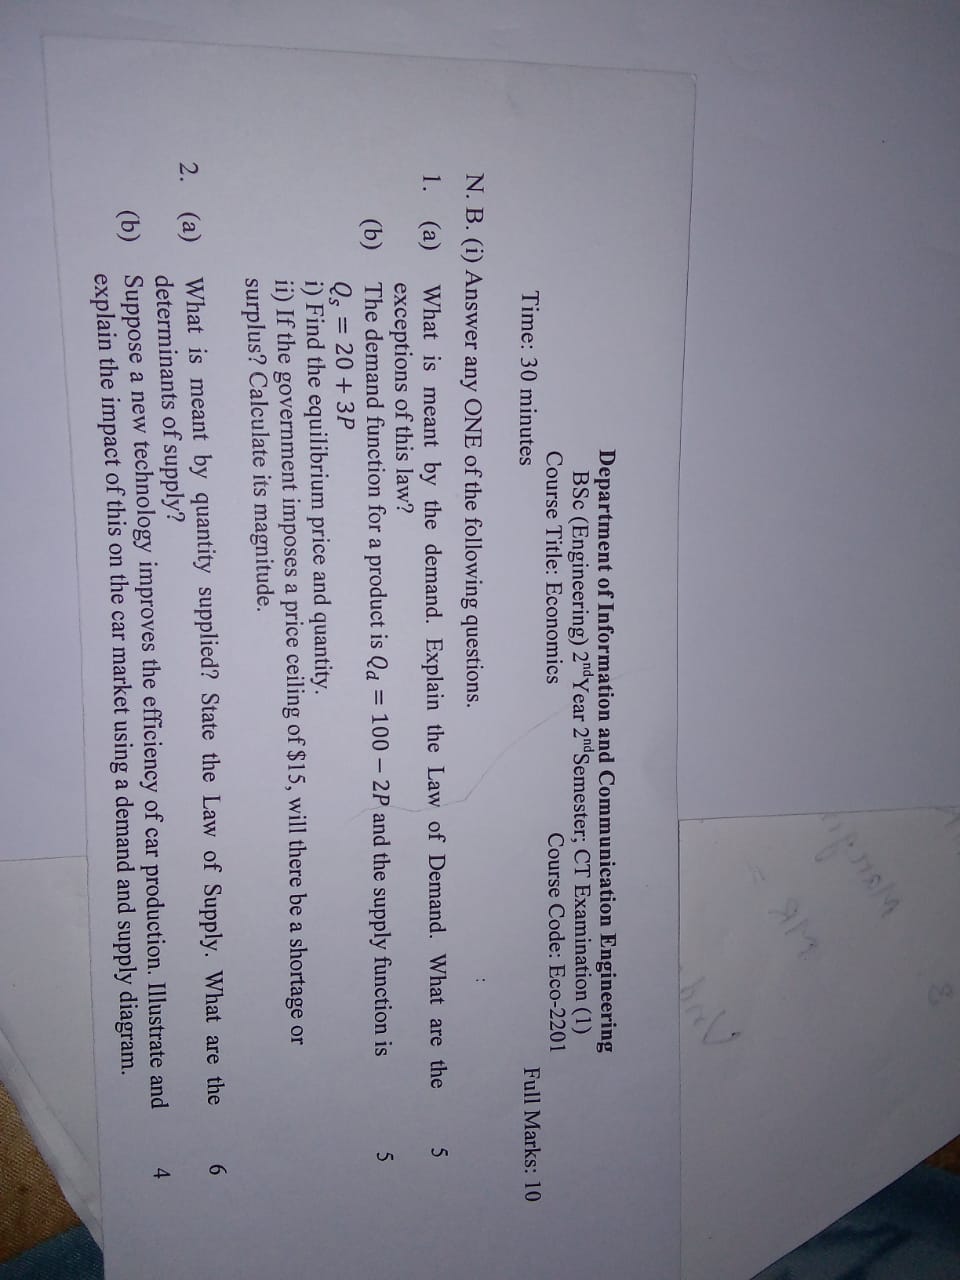 Department of Information and Communication Engineering
BSc (Engineering) 2nd Year 2nd Semester; CT Examination (1)
Course Title: Economics Course Code: Eco-2201
Time: 30 minutes Full Marks: 10
N. B. (i) Answer any ONE of the following questions.
1. (a) What is meant by the demand. Explain the Law of Demand. What are the 5
exceptions of this law?
(b) The demand function for a product is Qd = 100 − 2P and the supply function is 5
Qs = 20 + 3P
i) Find the equilibrium price and quantity.
ii) If the government imposes a price ceiling of $15, will there be a shortage or
surplus? Calculate its magnitude.
2. (a) What is meant by quantity supplied? State the Law of Supply. What are the 6
determinants of supply?
(b) Suppose a new technology improves the efficiency of car production. Illustrate and 4
explain the impact of this on the car market using a demand and supply diagram.